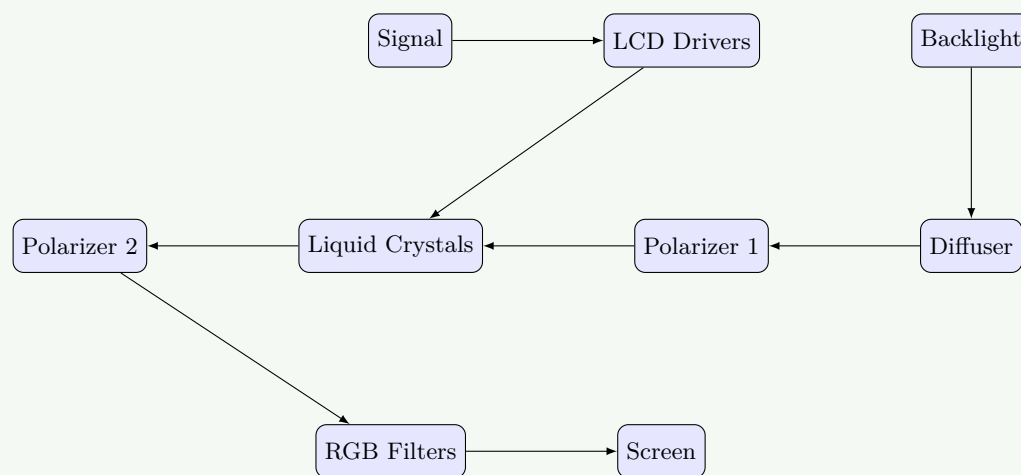 Signal
LCD Drivers
Backlight
Polarizer 2
Liquid Crystals
Polarizer 1
Diffuser
RGB Filters
Screen